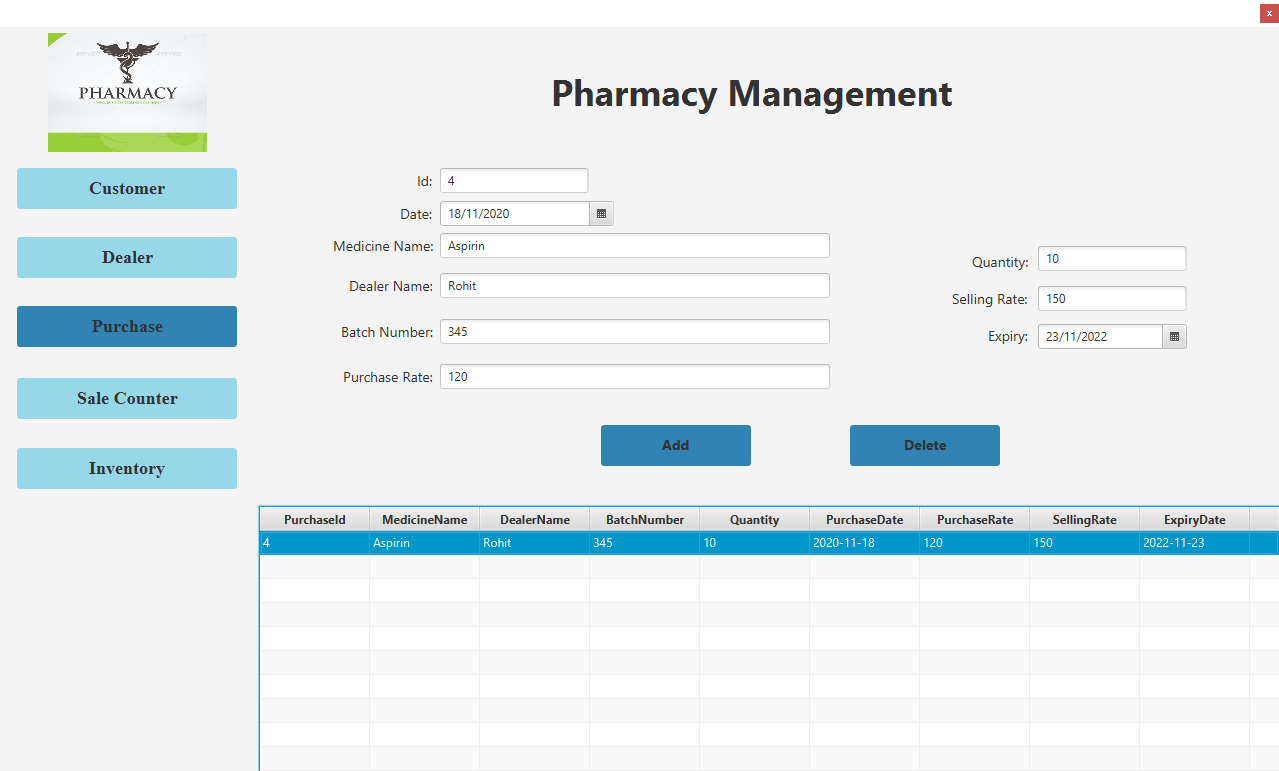 x
PHARMACY
Pharmacy Management
Customer
Dealer
Purchase
Sale Counter
Inventory
Id: 4
Date: 18/11/2020
Medicine Name: Aspirin
Dealer Name: Rohit
Batch Number: 345
Purchase Rate: 120
Quantity: 10
Selling Rate: 150
Expiry: 23/11/2022
Add Delete
PurchaseId MedicineName DealerName BatchNumber Quantity PurchaseDate PurchaseRate SellingRate ExpiryDate
4 Aspirin Rohit 345 10 2020-11-18 120 150 2022-11-23